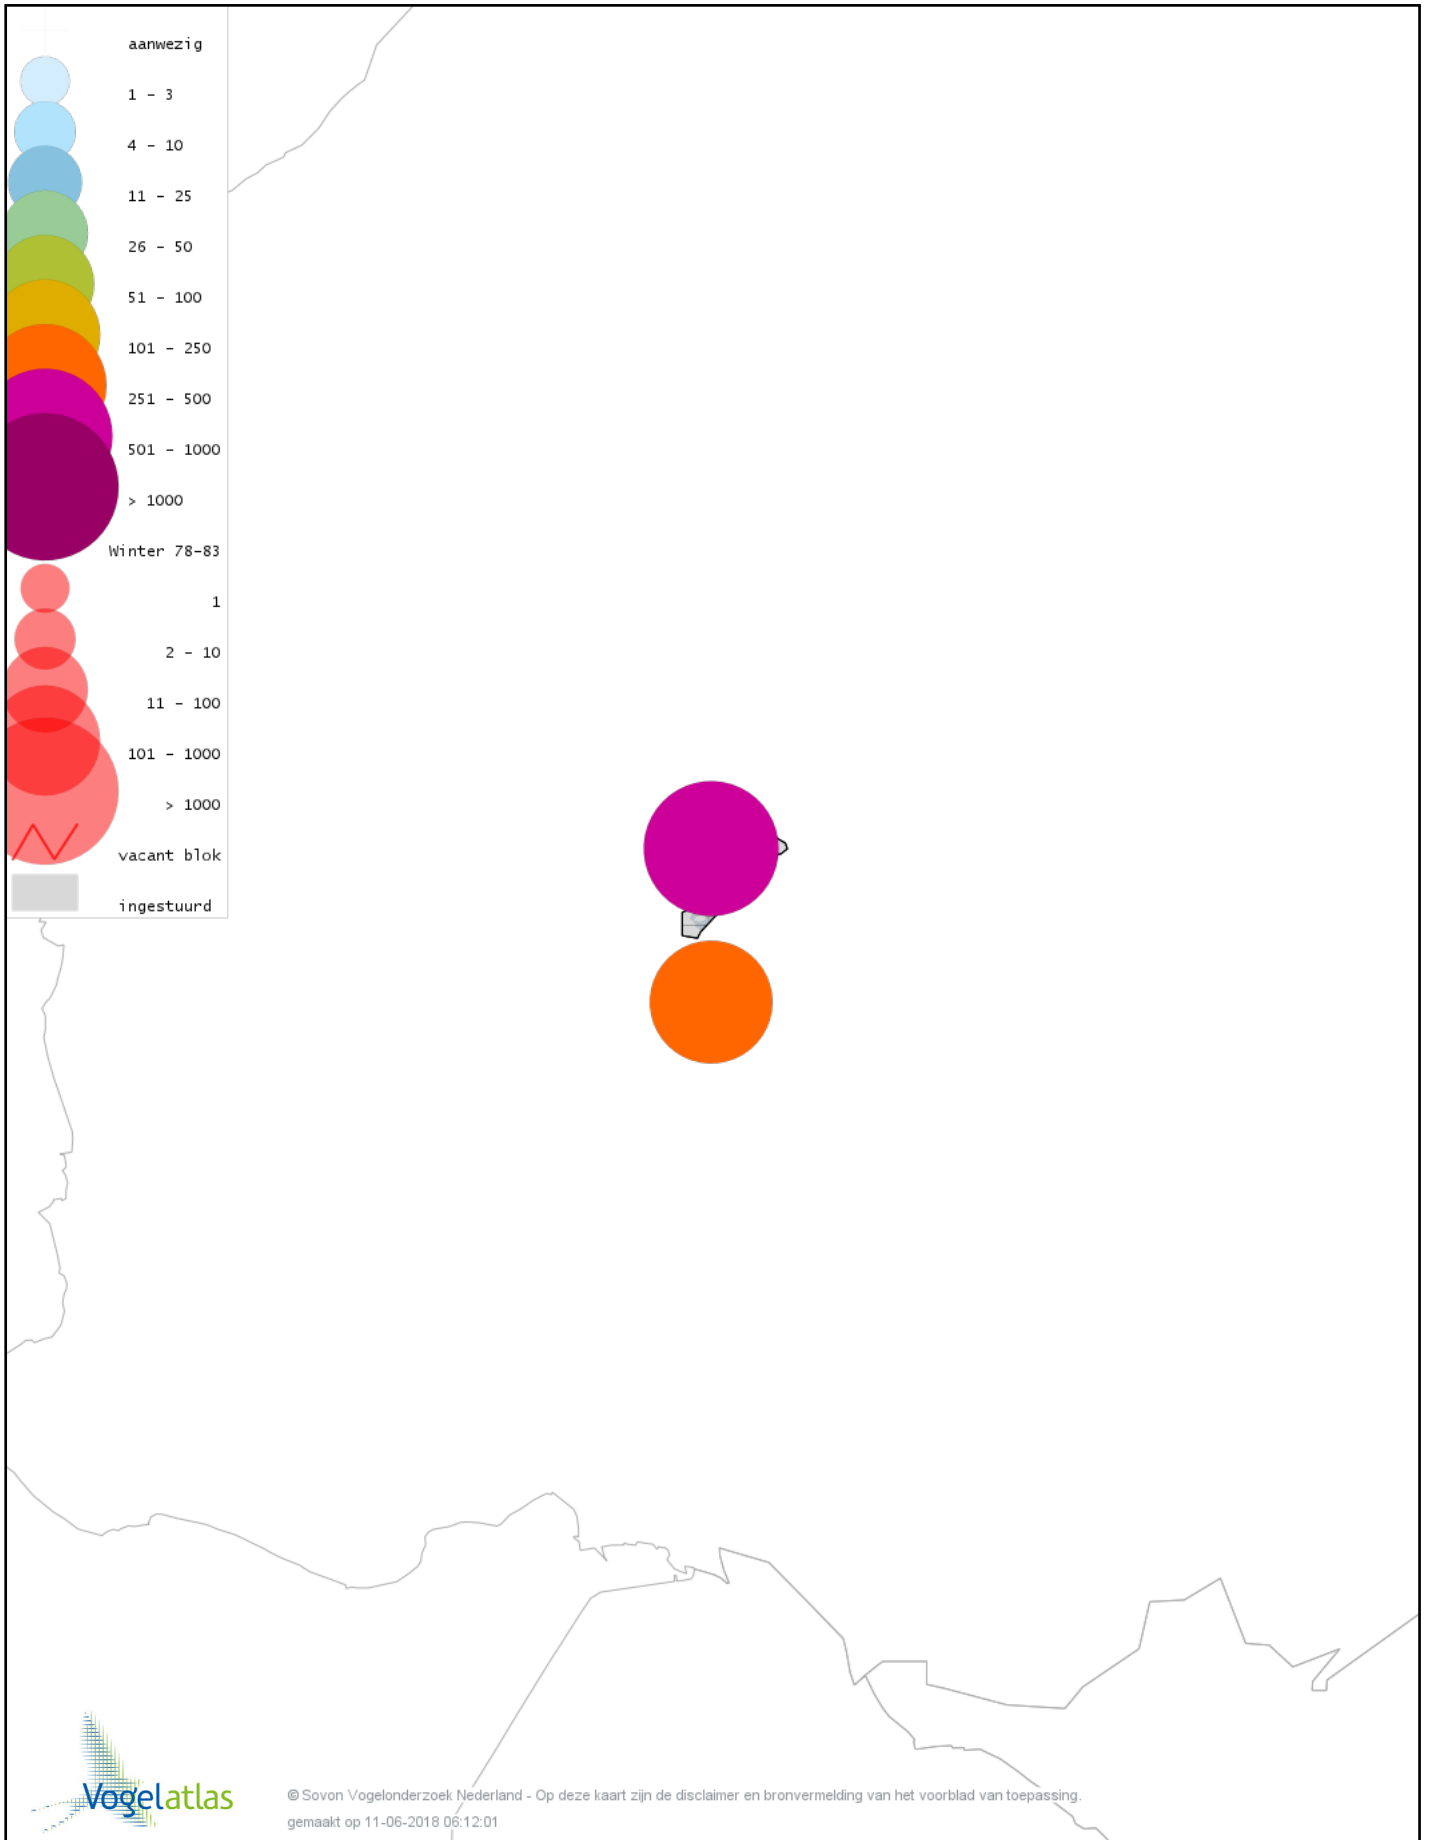 aanwezig
1 - 3
4 - 10
11 - 25
26 - 50
51 - 100
101 - 250
251 - 500
501 - 1000
> 1000
Winter 78-83
1
2 - 10
11 - 100
101 - 1000
> 1000
vacant blok
ingestuurd
Vogelatlas
© Sovon Vogelonderzoek Nederland - Op deze kaart zijn de disclaimer en bronvermelding van het voorblad van toepassing.
gemaakt op 11-06-2018 06:12:01